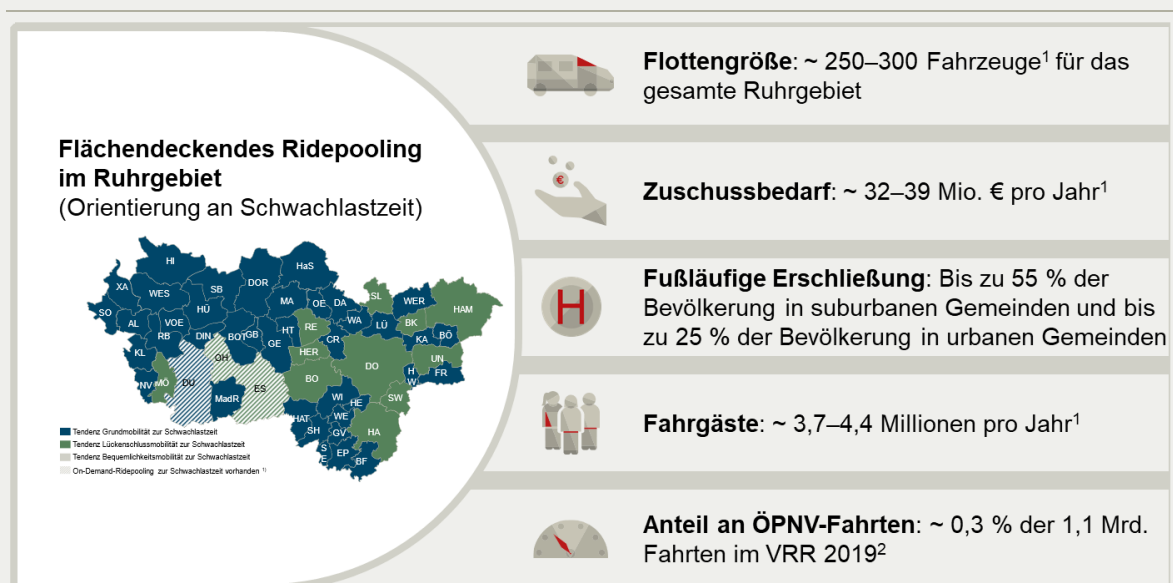 Flächendeckendes Ridepooling
im Ruhrgebiet
(Orientierung an Schwachlastzeit)
HI
HaS
XA
WES
SB
DOR
SL
WER
HAM
SO
AL
HÜ
MA
OE
DA
WA
LÜ
BK
VOE
RB
DIN
BOT
GB
GE
HT
RE
CR
KA
BÖ
KL
OH
HER
DO
UN
NV
MÖ
DU
MadR
ES
BO
H
W
FR
WI
HE
SW
HAT
WE
HA
SH
GV
S
E
EP
BF
Tendenz Grundmobilität zur Schwachlastzeit
Tendenz Lückenschlussmobilität zur Schwachlastzeit
Tendenz Bequemlichkeitsmobilität zur Schwachlastzeit
On-Demand-Ridepooling zur Schwachlastzeit vorhanden ¹⁾
Flottengröße: ~ 250–300 Fahrzeuge¹ für das
gesamte Ruhrgebiet
€
Zuschussbedarf: ~ 32–39 Mio. € pro Jahr¹
H
Fußläufige Erschließung: Bis zu 55 % der
Bevölkerung in suburbanen Gemeinden und bis
zu 25 % der Bevölkerung in urbanen Gemeinden
Fahrgäste: ~ 3,7–4,4 Millionen pro Jahr¹
Anteil an ÖPNV-Fahrten: ~ 0,3 % der 1,1 Mrd.
Fahrten im VRR 2019²